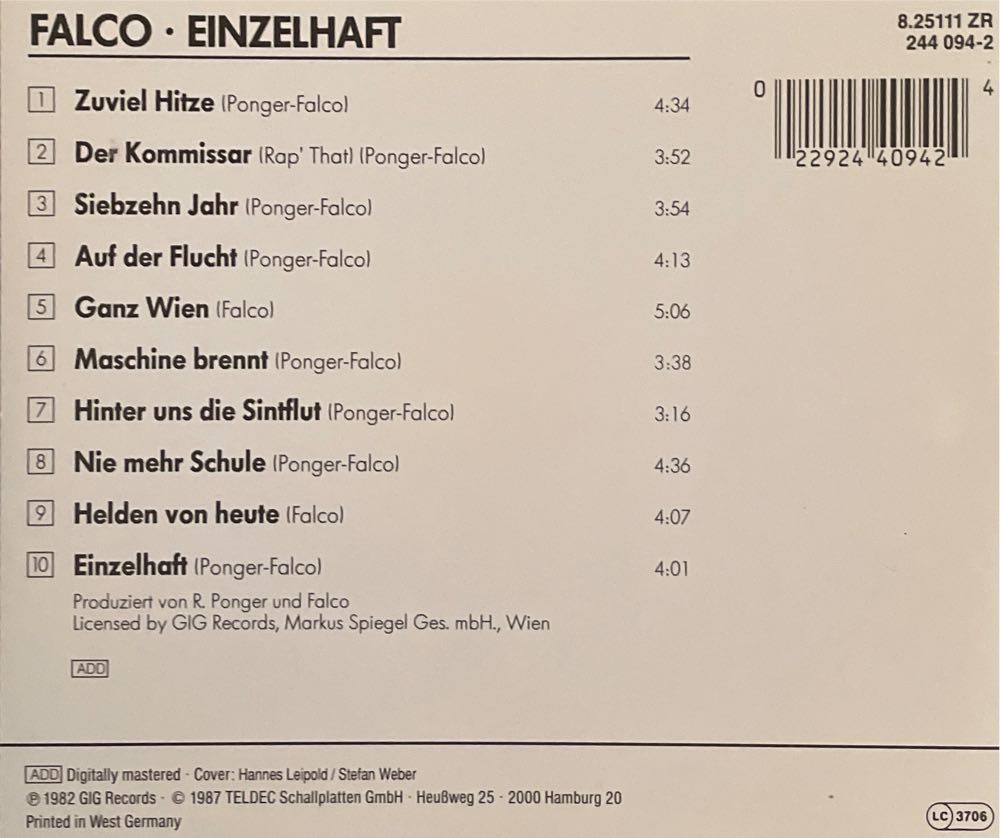 FALCO · EINZELHAFT
8.25111 ZR
244 094-2
0 22924 40942 4
1 Zuviel Hitze (Ponger-Falco) 4:34
2 Der Kommissar (Rap' That) (Ponger-Falco) 3:52
3 Siebzehn Jahr (Ponger-Falco) 3:54
4 Auf der Flucht (Ponger-Falco) 4:13
5 Ganz Wien (Falco) 5:06
6 Maschine brennt (Ponger-Falco) 3:38
7 Hinter uns die Sintflut (Ponger-Falco) 3:16
8 Nie mehr Schule (Ponger-Falco) 4:36
9 Helden von heute (Falco) 4:07
10 Einzelhaft (Ponger-Falco) 4:01
Produziert von R. Ponger und Falco
Licensed by GIG Records, Markus Spiegel Ges. mbH., Wien
ADD
ADD Digitally mastered · Cover: Hannes Leipold / Stefan Weber
℗ 1982 GIG Records · © 1987 TELDEC Schallplatten GmbH · Heußweg 25 · 2000 Hamburg 20
Printed in West Germany
LC 3706